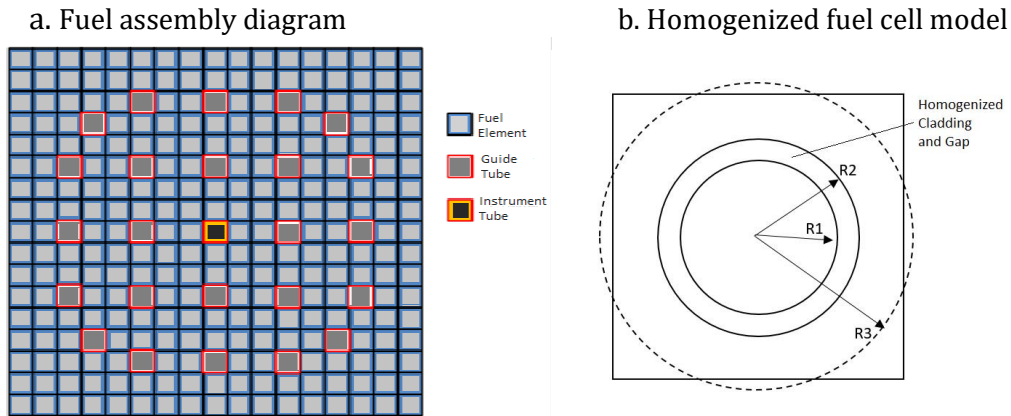 a. Fuel assembly diagram
b. Homogenized fuel cell model
Fuel
Element
Guide
Tube
Instrument
Tube
Homogenized
Cladding
and Gap
R2
R1
R3